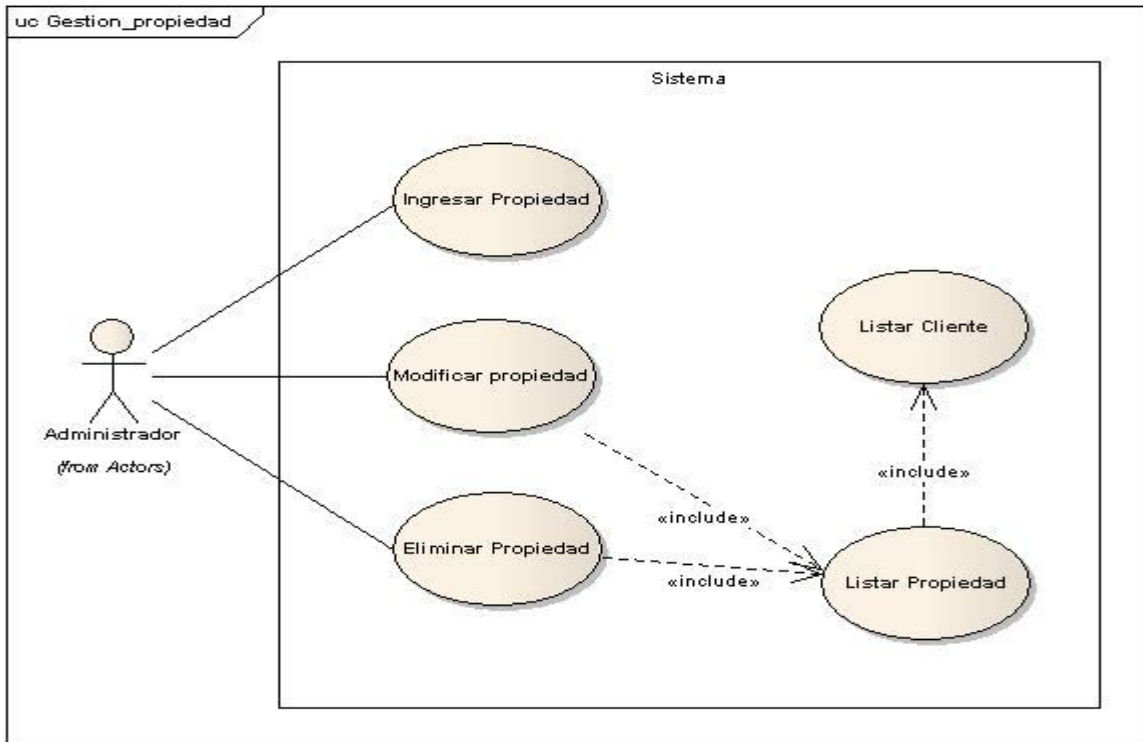 uc Gestion_propiedad
Sistema
Ingresar Propiedad
Listar Cliente
Modificar propiedad
Administrador
(from Actors)
«include»
«include»
Eliminar Propiedad
«include»
Listar Propiedad